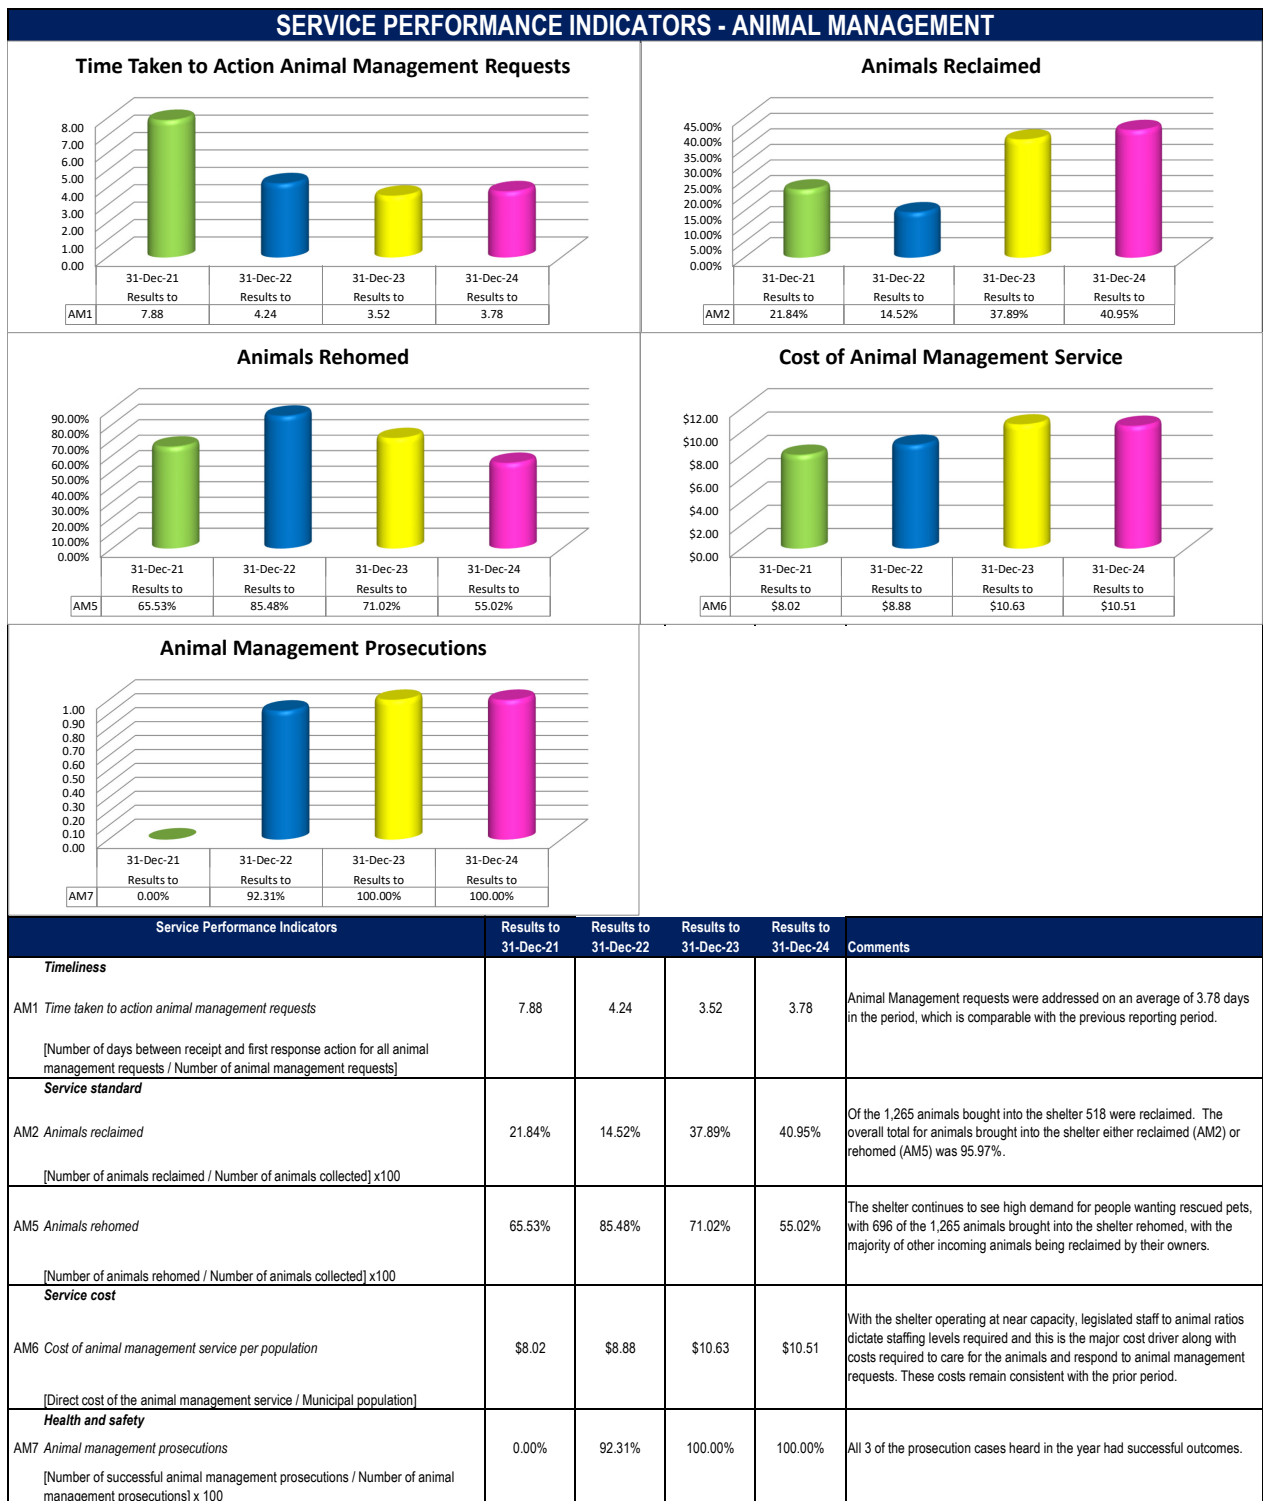 SERVICE PERFORMANCE INDICATORS - ANIMAL MANAGEMENT
Time Taken to Action Animal Management Requests
8.00
7.00
6.00
5.00
4.00
3.00
2.00
1.00
0.00
31-Dec-21 31-Dec-22 31-Dec-23 31-Dec-24
Results to Results to Results to Results to
AM1 7.88 4.24 3.52 3.78
Animals Reclaimed
45.00%
40.00%
35.00%
30.00%
25.00%
20.00%
15.00%
10.00%
5.00%
0.00%
31-Dec-21 31-Dec-22 31-Dec-23 31-Dec-24
Results to Results to Results to Results to
AM2 21.84% 14.52% 37.89% 40.95%
Animals Rehomed
90.00%
80.00%
70.00%
60.00%
50.00%
40.00%
30.00%
20.00%
10.00%
0.00%
31-Dec-21 31-Dec-22 31-Dec-23 31-Dec-24
Results to Results to Results to Results to
AM5 65.53% 85.48% 71.02% 55.02%
Cost of Animal Management Service
$12.00
$10.00
$8.00
$6.00
$4.00
$2.00
$0.00
31-Dec-21 31-Dec-22 31-Dec-23 31-Dec-24
Results to Results to Results to Results to
AM6 $8.02 $8.88 $10.63 $10.51
Animal Management Prosecutions
1.00
0.90
0.80
0.70
0.60
0.50
0.40
0.30
0.20
0.10
0.00
31-Dec-21 31-Dec-22 31-Dec-23 31-Dec-24
Results to Results to Results to Results to
AM7 0.00% 92.31% 100.00% 100.00%
Service Performance Indicators Results to Results to Results to Results to
31-Dec-21 31-Dec-22 31-Dec-23 31-Dec-24 Comments
Timeliness
AM1 Time taken to action animal management requests 7.88 4.24 3.52 3.78
Animal Management requests were addressed on an average of 3.78 days
in the period, which is comparable with the previous reporting period.
[Number of days between receipt and first response action for all animal
management requests / Number of animal management requests]
Service standard
AM2 Animals reclaimed 21.84% 14.52% 37.89% 40.95%
Of the 1,265 animals bought into the shelter 518 were reclaimed. The
overall total for animals brought into the shelter either reclaimed (AM2) or
rehomed (AM5) was 95.97%.
[Number of animals reclaimed / Number of animals collected] x100
AM5 Animals rehomed 65.53% 85.48% 71.02% 55.02%
The shelter continues to see high demand for people wanting rescued pets,
with 696 of the 1,265 animals brought into the shelter rehomed, with the
majority of other incoming animals being reclaimed by their owners.
[Number of animals rehomed / Number of animals collected] x100
Service cost
AM6 Cost of animal management service per population $8.02 $8.88 $10.63 $10.51
With the shelter operating at near capacity, legislated staff to animal ratios
dictate staffing levels required and this is the major cost driver along with
costs required to care for the animals and respond to animal management
requests. These costs remain consistent with the prior period.
[Direct cost of the animal management service / Municipal population]
Health and safety
AM7 Animal management prosecutions 0.00% 92.31% 100.00% 100.00% All 3 of the prosecution cases heard in the year had successful outcomes.
[Number of successful animal management prosecutions / Number of animal
management prosecutions] x 100